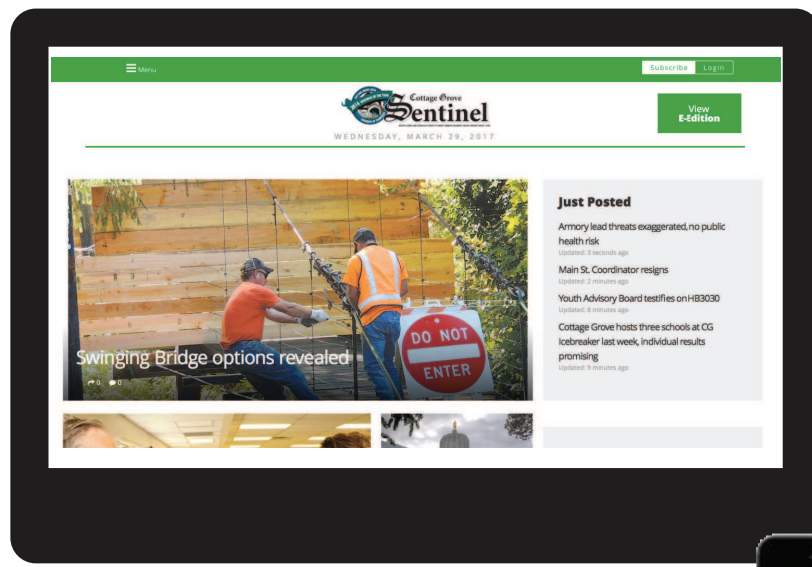 Menu
Subscribe Login
Cottage Grove
Sentinel
WEDNESDAY, MARCH 29, 2017
View
E-Edition
Swinging Bridge options revealed
0 0
DO NOT
ENTER
Just Posted
Armory lead threats exaggerated, no public
health risk
Updated: 3 seconds ago
Main St. Coordinator resigns
Updated: 2 minutes ago
Youth Advisory Board testifies on HB3030
Updated: 8 minutes ago
Cottage Grove hosts three schools at CG
Icebreaker last week, individual results
promising
Updated: 9 minutes ago